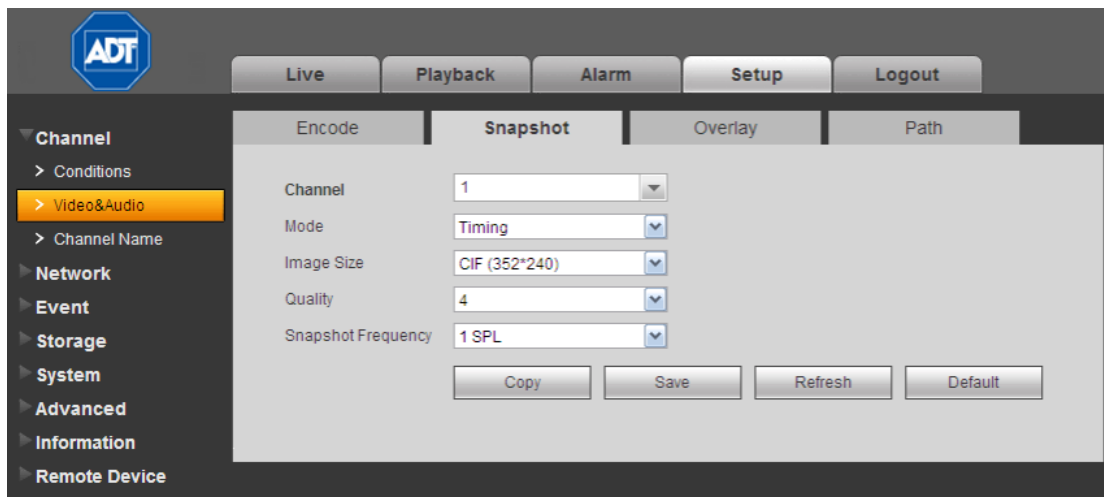 ADT
Live Playback Alarm Setup Logout
Encode Snapshot Overlay Path
Channel
> Conditions
> Video&Audio
> Channel Name
Network
Event
Storage
System
Advanced
Information
Remote Device
Channel 1
Mode Timing
Image Size CIF (352*240)
Quality 4
Snapshot Frequency 1 SPL
Copy Save Refresh Default